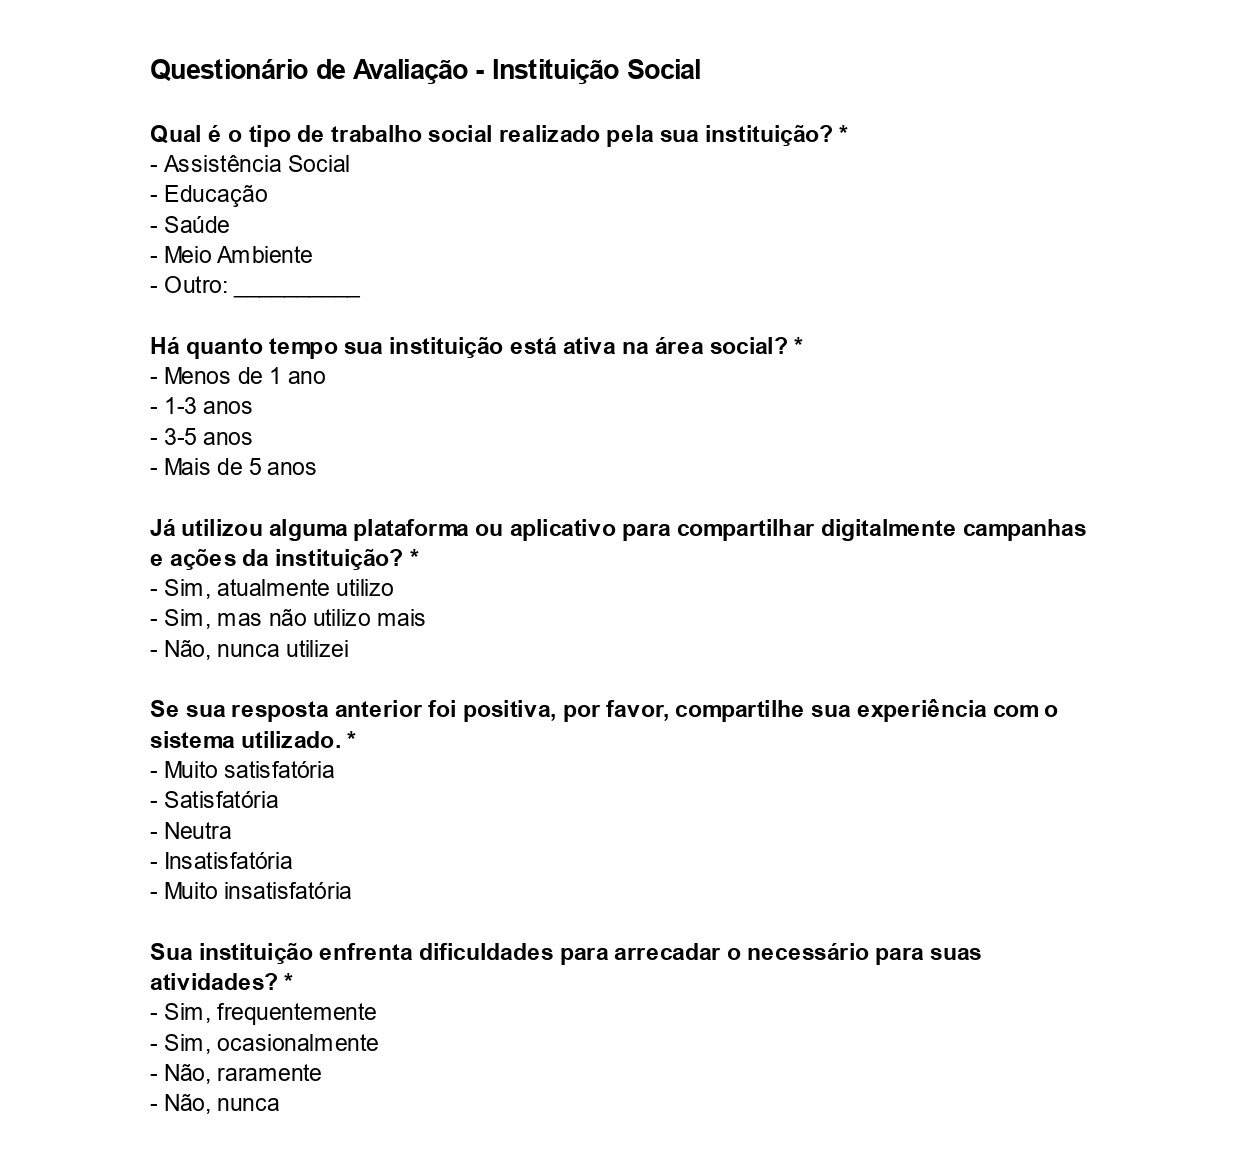 Questionário de Avaliação - Instituição Social
Qual é o tipo de trabalho social realizado pela sua instituição? *
- Assistência Social
- Educação
- Saúde
- Meio Ambiente
- Outro: __________
Há quanto tempo sua instituição está ativa na área social? *
- Menos de 1 ano
- 1-3 anos
- 3-5 anos
- Mais de 5 anos
Já utilizou alguma plataforma ou aplicativo para compartilhar digitalmente campanhas
e ações da instituição? *
- Sim, atualmente utilizo
- Sim, mas não utilizo mais
- Não, nunca utilizei
Se sua resposta anterior foi positiva, por favor, compartilhe sua experiência com o
sistema utilizado. *
- Muito satisfatória
- Satisfatória
- Neutra
- Insatisfatória
- Muito insatisfatória
Sua instituição enfrenta dificuldades para arrecadar o necessário para suas
atividades? *
- Sim, frequentemente
- Sim, ocasionalmente
- Não, raramente
- Não, nunca